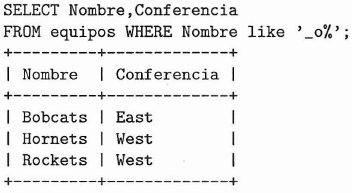 SELECT Nombre,Conferencia
FROM equipos WHERE Nombre like '_o%';
+---------+-------------+
| Nombre | Conferencia |
+---------+-------------+
| Bobcats | East |
| Hornets | West |
| Rockets | West |
+---------+-------------+